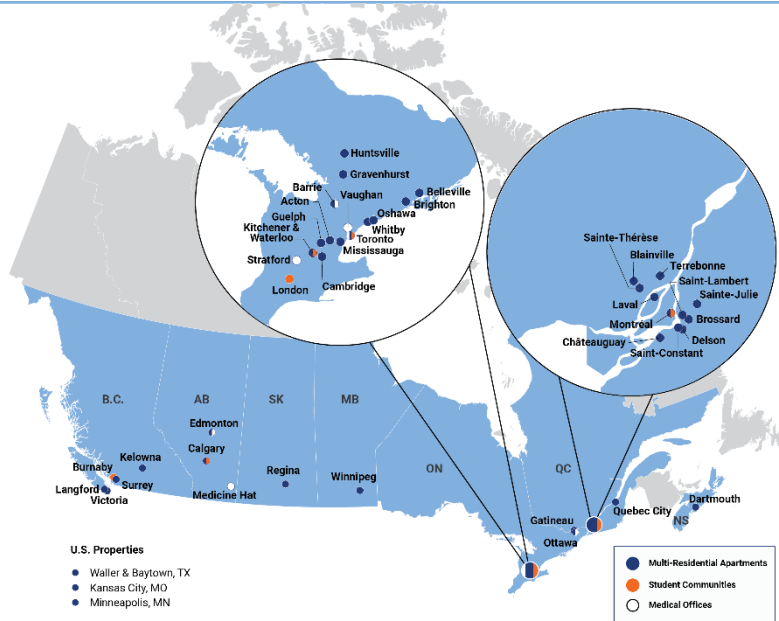 Huntsville
Gravenhurst
Barrie
Vaughan
Belleville
Acton
Brighton
Guelph
Oshawa
Kitchener &
Waterloo
Whitby
Toronto
Mississauga
Stratford
London
Cambridge
Sainte-Thérèse
Blainville
Terrebonne
Saint-Lambert
Sainte-Julie
Laval
Montréal
Brossard
Châteauguay
Delson
Saint-Constant
B.C.
AB
SK
MB
ON
QC
NS
Edmonton
Calgary
Kelowna
Burnaby
Surrey
Langford
Victoria
Medicine Hat
Regina
Winnipeg
Gatineau
Ottawa
Quebec City
Dartmouth
U.S. Properties
Waller & Baytown, TX
Kansas City, MO
Minneapolis, MN
Multi-Residential Apartments
Student Communities
Medical Offices